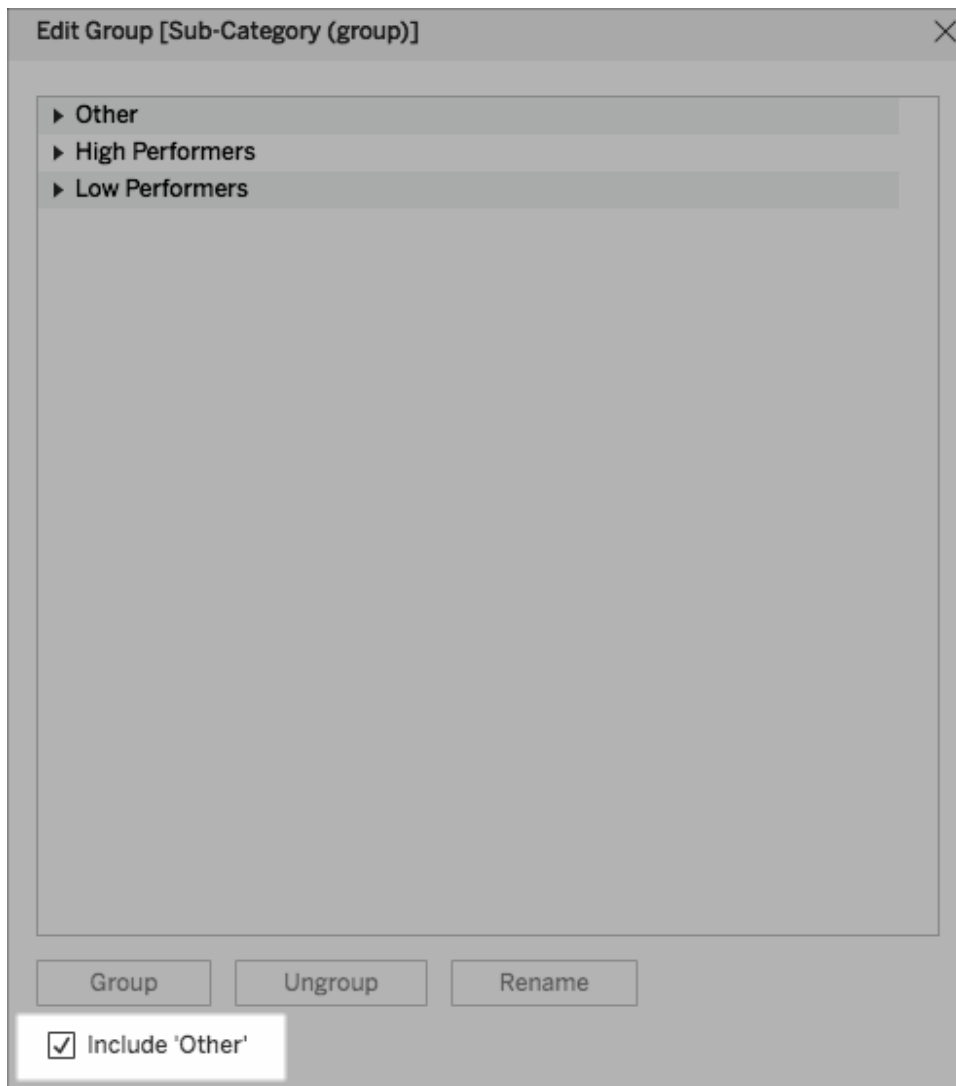 Edit Group [Sub-Category (group)]
Other
High Performers
Low Performers
Group Ungroup Rename
Include 'Other'